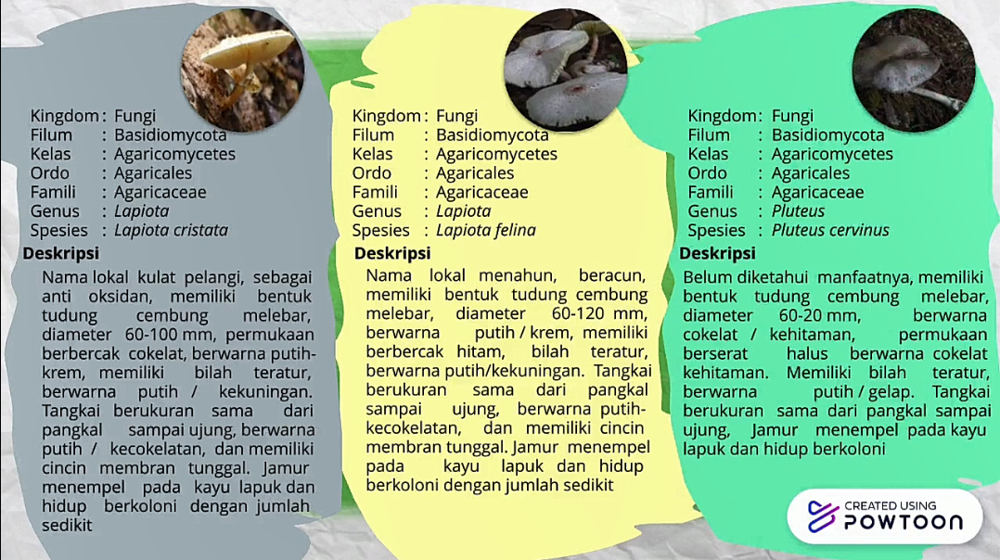 Kingdom : Fungi
Filum : Basidiomycota
Kelas : Agaricomycetes
Ordo : Agaricales
Famili : Agaricaceae
Genus : Lapiota
Spesies : Lapiota cristata
Deskripsi
Nama lokal kulat pelangi, sebagai
anti oksidan, memiliki bentuk
tudung cembung melebar,
diameter 60-100 mm, permukaan
berbercak cokelat, berwarna putih-
krem, memiliki bilah teratur,
berwarna putih / kekuningan.
Tangkai berukuran sama dari
pangkal sampai ujung, berwarna
putih / kecokelatan, dan memiliki
cincin membran tunggal. Jamur
menempel pada kayu lapuk dan
hidup berkoloni dengan jumlah
sedikit
Kingdom : Fungi
Filum : Basidiomycota
Kelas : Agaricomycetes
Ordo : Agaricales
Famili : Agaricaceae
Genus : Lapiota
Spesies : Lapiota felina
Deskripsi
Nama lokal menahun, beracun,
memiliki bentuk tudung cembung
melebar, diameter 60-120 mm,
berwarna putih / krem, memiliki
berbercak hitam, bilah teratur,
berwarna putih/kekuningan. Tangkai
berukuran sama dari pangkal
sampai ujung, berwarna putih-
kecokelatan, dan memiliki cincin
membran tunggal. Jamur menempel
pada kayu lapuk dan hidup
berkoloni dengan jumlah sedikit
Kingdom : Fungi
Filum : Basidiomycota
Kelas : Agaricomycetes
Ordo : Agaricales
Famili : Agaricaceae
Genus : Pluteus
Spesies : Pluteus cervinus
Deskripsi
Belum diketahui manfaatnya, memiliki
bentuk tudung cembung melebar,
diameter 60-20 mm, berwarna
cokelat / kehitaman, permukaan
berserat halus berwarna cokelat
kehitaman. Memiliki bilah teratur,
berwarna putih / gelap. Tangkai
berukuran sama dari pangkal sampai
ujung, Jamur menempel pada kayu
lapuk dan hidup berkoloni
CREATED USING
POWTOON